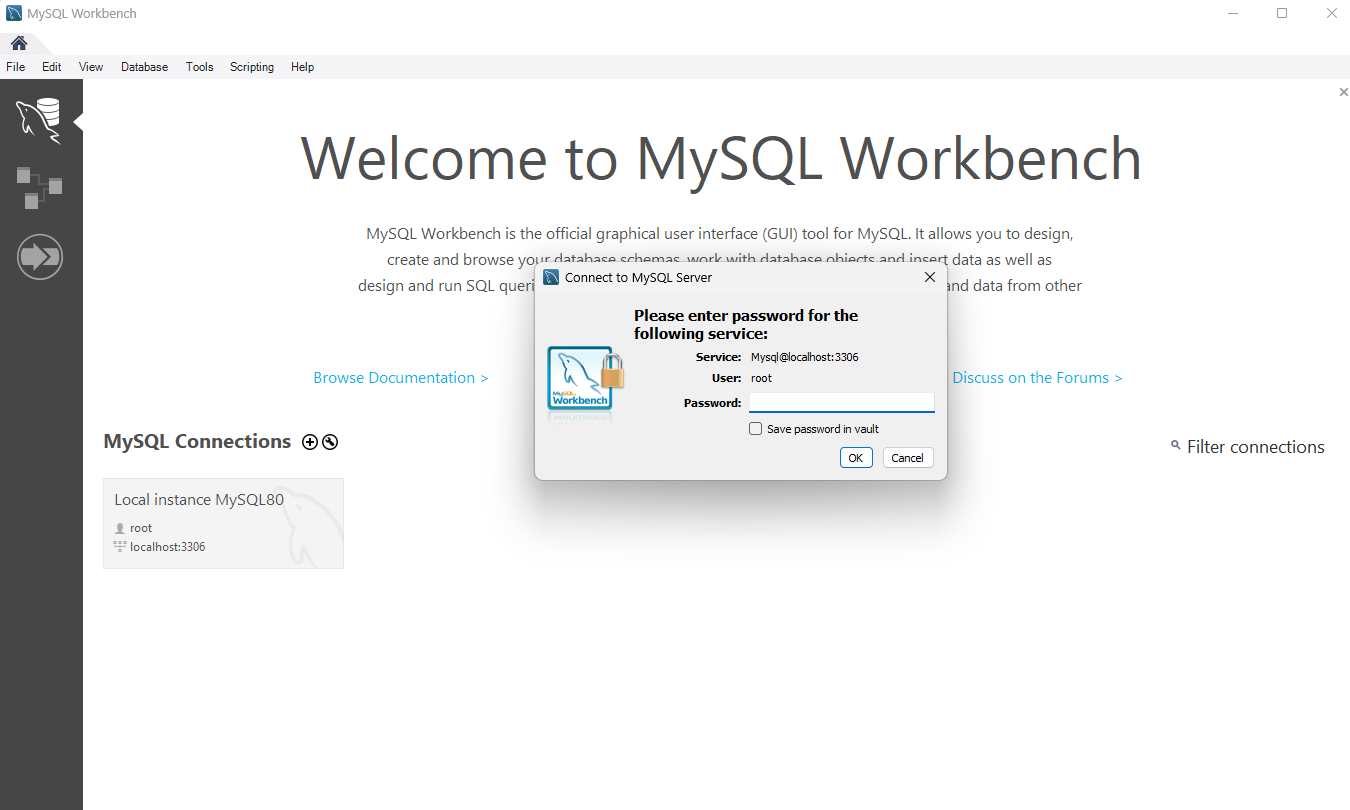 MySQL Workbench
File Edit View Database Tools Scripting Help
Welcome to MySQL Workbench
MySQL Workbench is the official graphical user interface (GUI) tool for MySQL. It allows you to design,
create and browse your database schemas, work with database objects and insert data as well as
design and run SQL queri
and data from other
Browse Documentation >
Discuss on the Forums >
Connect to MySQL Server
Please enter password for the
following service:
Service: Mysql@localhost:3306
User: root
Password:
Save password in vault
OK Cancel
MySQL
Workbench
MySQL Connections
Filter connections
Local instance MySQL80
root
localhost:3306